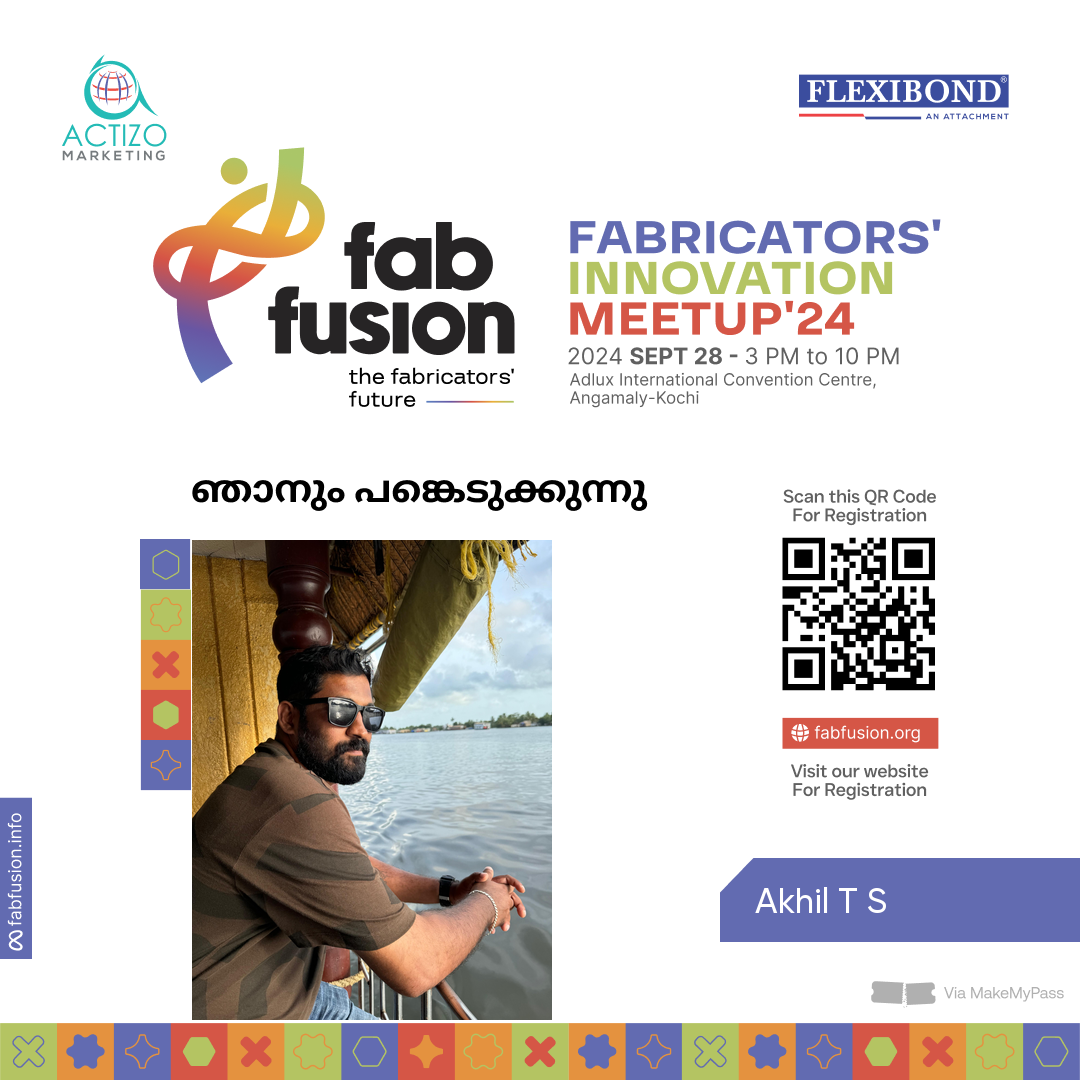 ACTIZO
MARKETING
FLEXIBOND®
AN ATTACHMENT
fab
fusion
the fabricators'
future
FABRICATORS'
INNOVATION
MEETUP'24
2024 SEPT 28 - 3 PM to 10 PM
Adlux International Convention Centre,
Angamaly-Kochi
ഞാനും പങ്കെടുക്കുന്നു
Scan this QR Code
For Registration
fabfusion.org
Visit our website
For Registration
fabfusion.info
Akhil T S
Via MakeMyPass